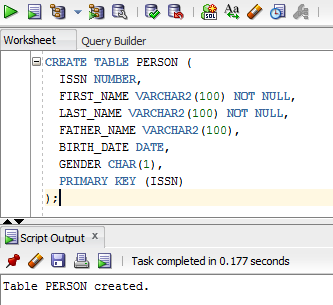 SQL
Aa
Worksheet
Query Builder
CREATE TABLE PERSON (
ISSN NUMBER,
FIRST_NAME VARCHAR2(100) NOT NULL,
LAST_NAME VARCHAR2(100) NOT NULL,
FATHER_NAME VARCHAR2(100),
BIRTH_DATE DATE,
GENDER CHAR(1),
PRIMARY KEY (ISSN)
);
Script Output x
Task completed in 0.177 seconds
Table PERSON created.